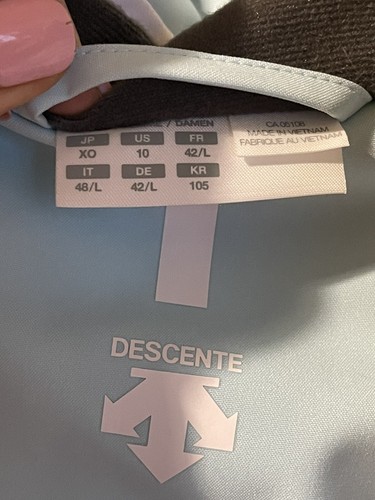 / DAMEN
JP US FR
XO 10 42/L
IT DE KR
48/L 42/L 105
MADE IN VIETNAM
FABRIQUE AU VIETNAM
DESCENTE